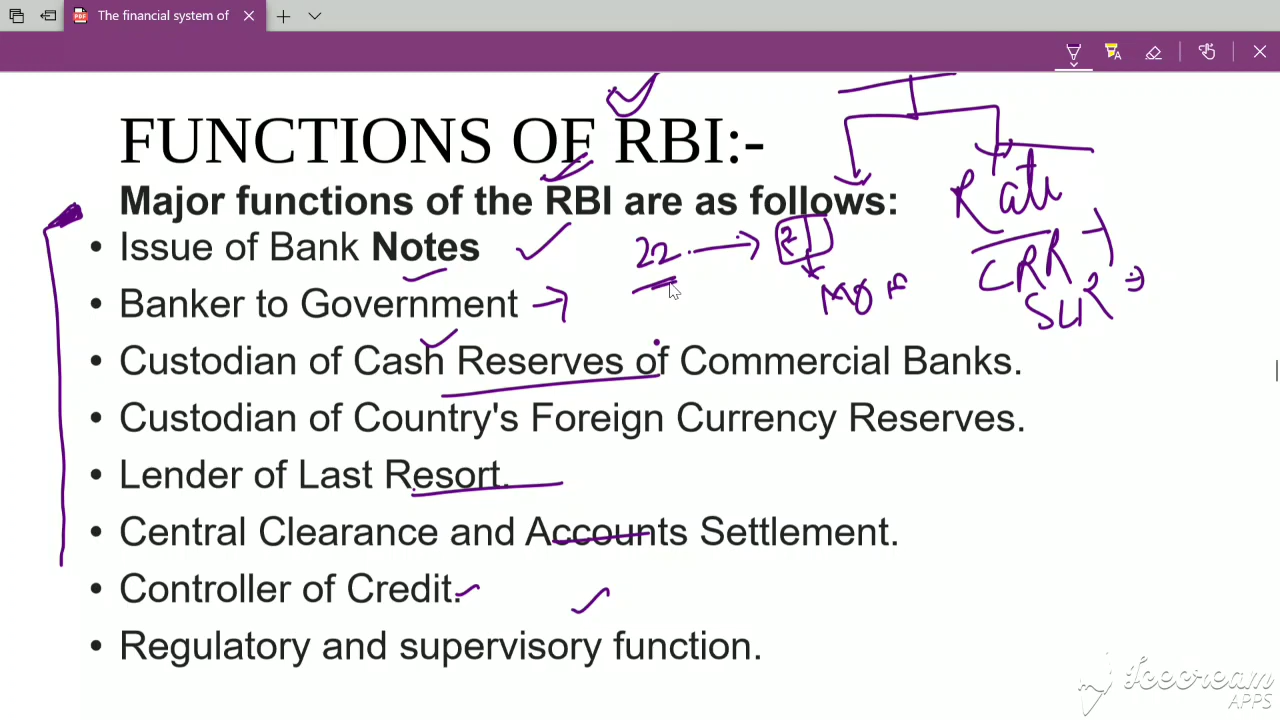 The financial system of
FUNCTIONS OF RBI:-
Major functions of the RBI are as follows:
• Issue of Bank Notes
22
Rate
CRR
SLR
• Banker to Government
• Custodian of Cash Reserves of Commercial Banks.
• Custodian of Country's Foreign Currency Reserves.
• Lender of Last Resort.
• Central Clearance and Accounts Settlement.
• Controller of Credit.
• Regulatory and supervisory function.
Icecream
APPS